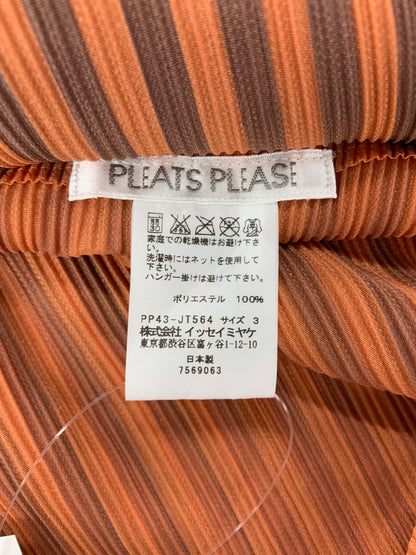 PLEATS PLEASE
家庭での乾燥機はお避け下さ
い。
洗濯時にはネットを使用して下さい。
ハンガー掛けは避けて下さい。
ポリエステル 100%
PP43-JT564 サイズ 3
株式会社 イッセイミヤケ
東京都渋谷区富ヶ谷1-12-10
日本製
7569063